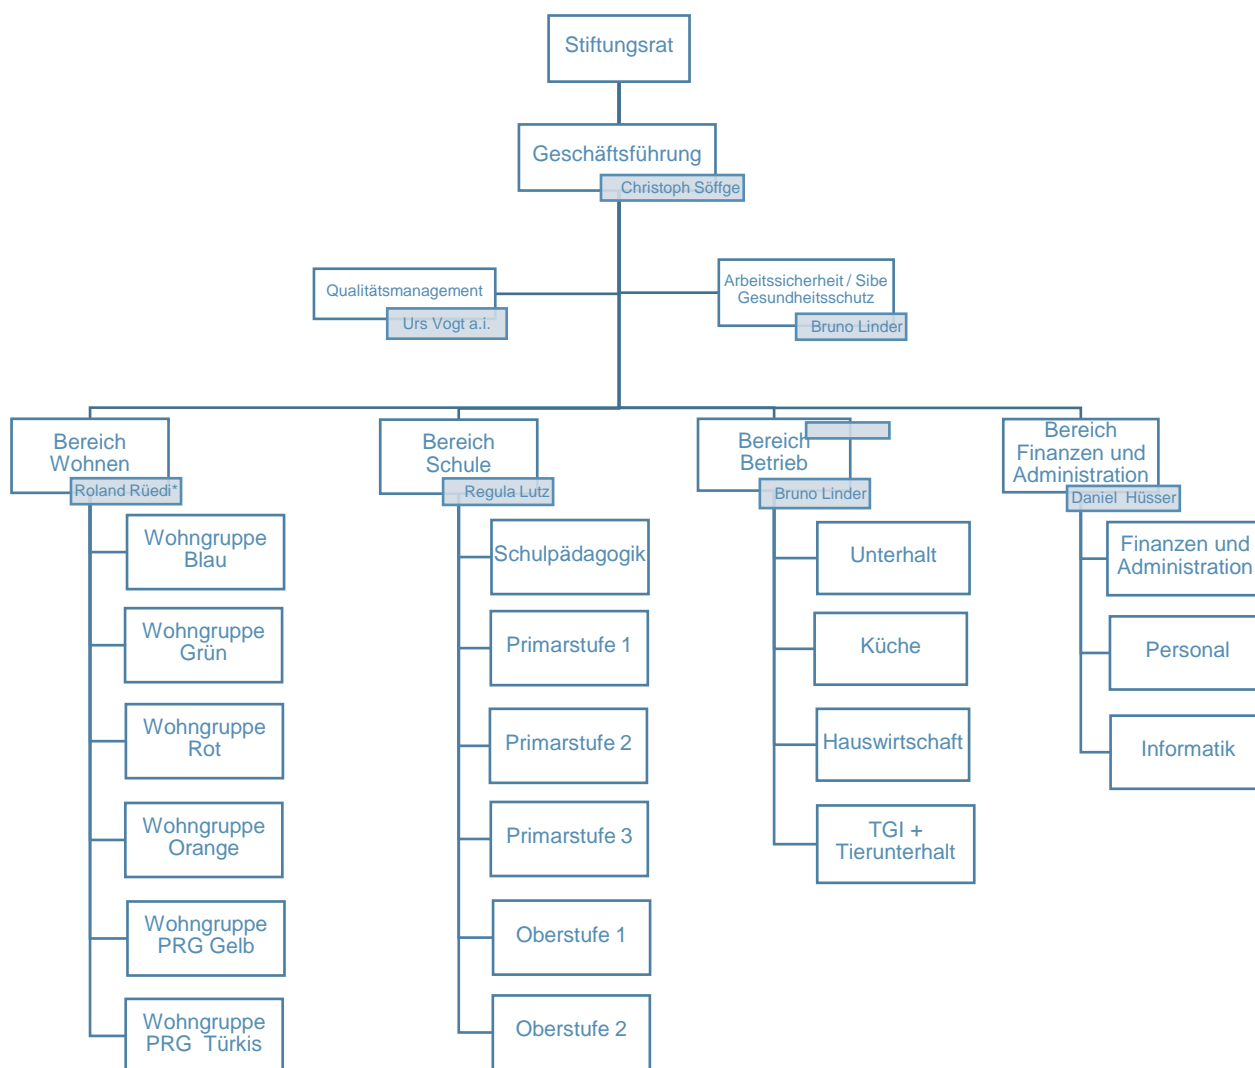 Stiftungsrat
Geschäftsführung
Christoph Söffge
Qualitätsmanagement
Urs Vogt a.i.
Arbeitssicherheit / Sibe
Gesundheitsschutz
Bruno Linder
Bereich
Wohnen
Roland Rüedi*
Wohngruppe
Blau
Wohngruppe
Grün
Wohngruppe
Rot
Wohngruppe
Orange
Wohngruppe
PRG Gelb
Wohngruppe
PRG Türkis
Bereich
Schule
Regula Lutz
Schulpädagogik
Primarstufe 1
Primarstufe 2
Primarstufe 3
Oberstufe 1
Oberstufe 2
Bereich
Betrieb
Bruno Linder
Unterhalt
Küche
Hauswirtschaft
TGI +
Tierunterhalt
Bereich
Finanzen und
Administration
Daniel Hüsser
Finanzen und
Administration
Personal
Informatik